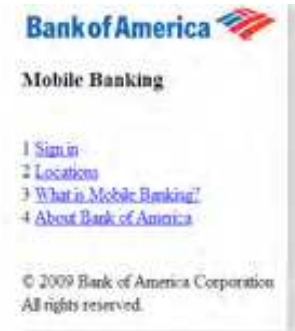 Bank of America
Mobile Banking
1 Sign in
2 Locations
3 What is Mobile Banking?
4 About Bank of America
© 2009 Bank of America Corporation
All rights reserved.